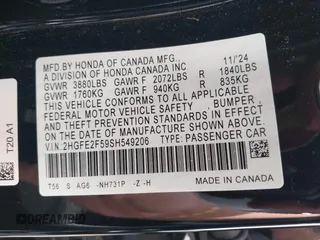 MFD BY HONDA OF CANADA MFG., 11/'24
A DIVISION OF HONDA CANADA INC
GVWR 3880LBS GAWR F 2072LBS R 1840LBS
GVWR 1760KG GAWR F 940KG R 835KG
THIS VEHICLE CONFORMS TO ALL APPLICABLE
FEDERAL MOTOR VEHICLE SAFETY, BUMPER,
AND THEFT PREVENTION STANDARDS IN EFFECT
ON THE DATE OF MANUFACTURE SHOWN ABOVE
VIN:2HGFE2F59SH549206 TYPE:PASSENGER CAR
T56 S AG6 -NH731P -Z -H
MADE IN CANADA
T20 A1
DREAMBID